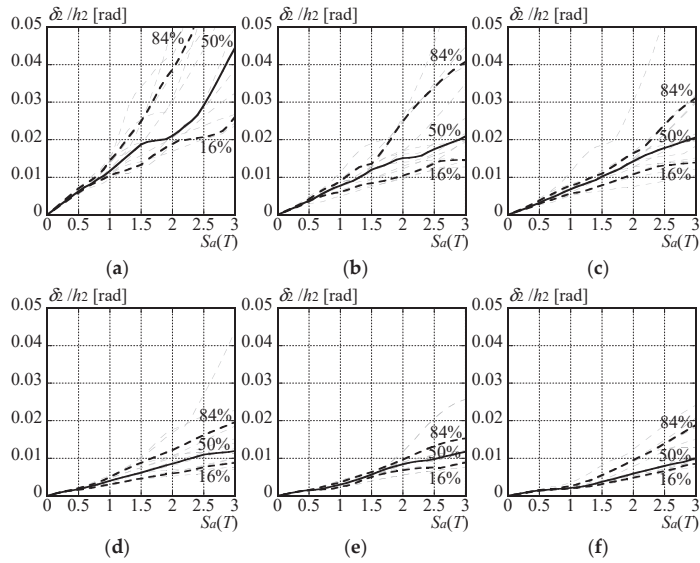 δ2/h2 [rad] δ2/h2 [rad] δ2/h2 [rad]
0.05 0.05 0.05
84% 50% 84%
0.04 0.04 0.04
84%
0.03 0.03 0.03
50% 50%
0.02 0.02 0.02
16%
0.01 0.01 16% 0.01 16%
0 0 0
0 0.5 1 1.5 2 2.5 3 0 0.5 1 1.5 2 2.5 3 0 0.5 1 1.5 2 2.5 3
Sa(T) Sa(T) Sa(T)
(a) (b) (c)
δ2/h2 [rad] δ2/h2 [rad] δ2/h2 [rad]
0.05 0.05 0.05
0.04 0.04 0.04
0.03 0.03 0.03
0.02 84% 0.02 84% 0.02 84%
50% 50% 50%
0.01 0.01 0.01
16% 16% 16%
0 0 0
0 0.5 1 1.5 2 2.5 3 0 0.5 1 1.5 2 2.5 3 0 0.5 1 1.5 2 2.5 3
Sa(T) Sa(T) Sa(T)
(d) (e) (f)